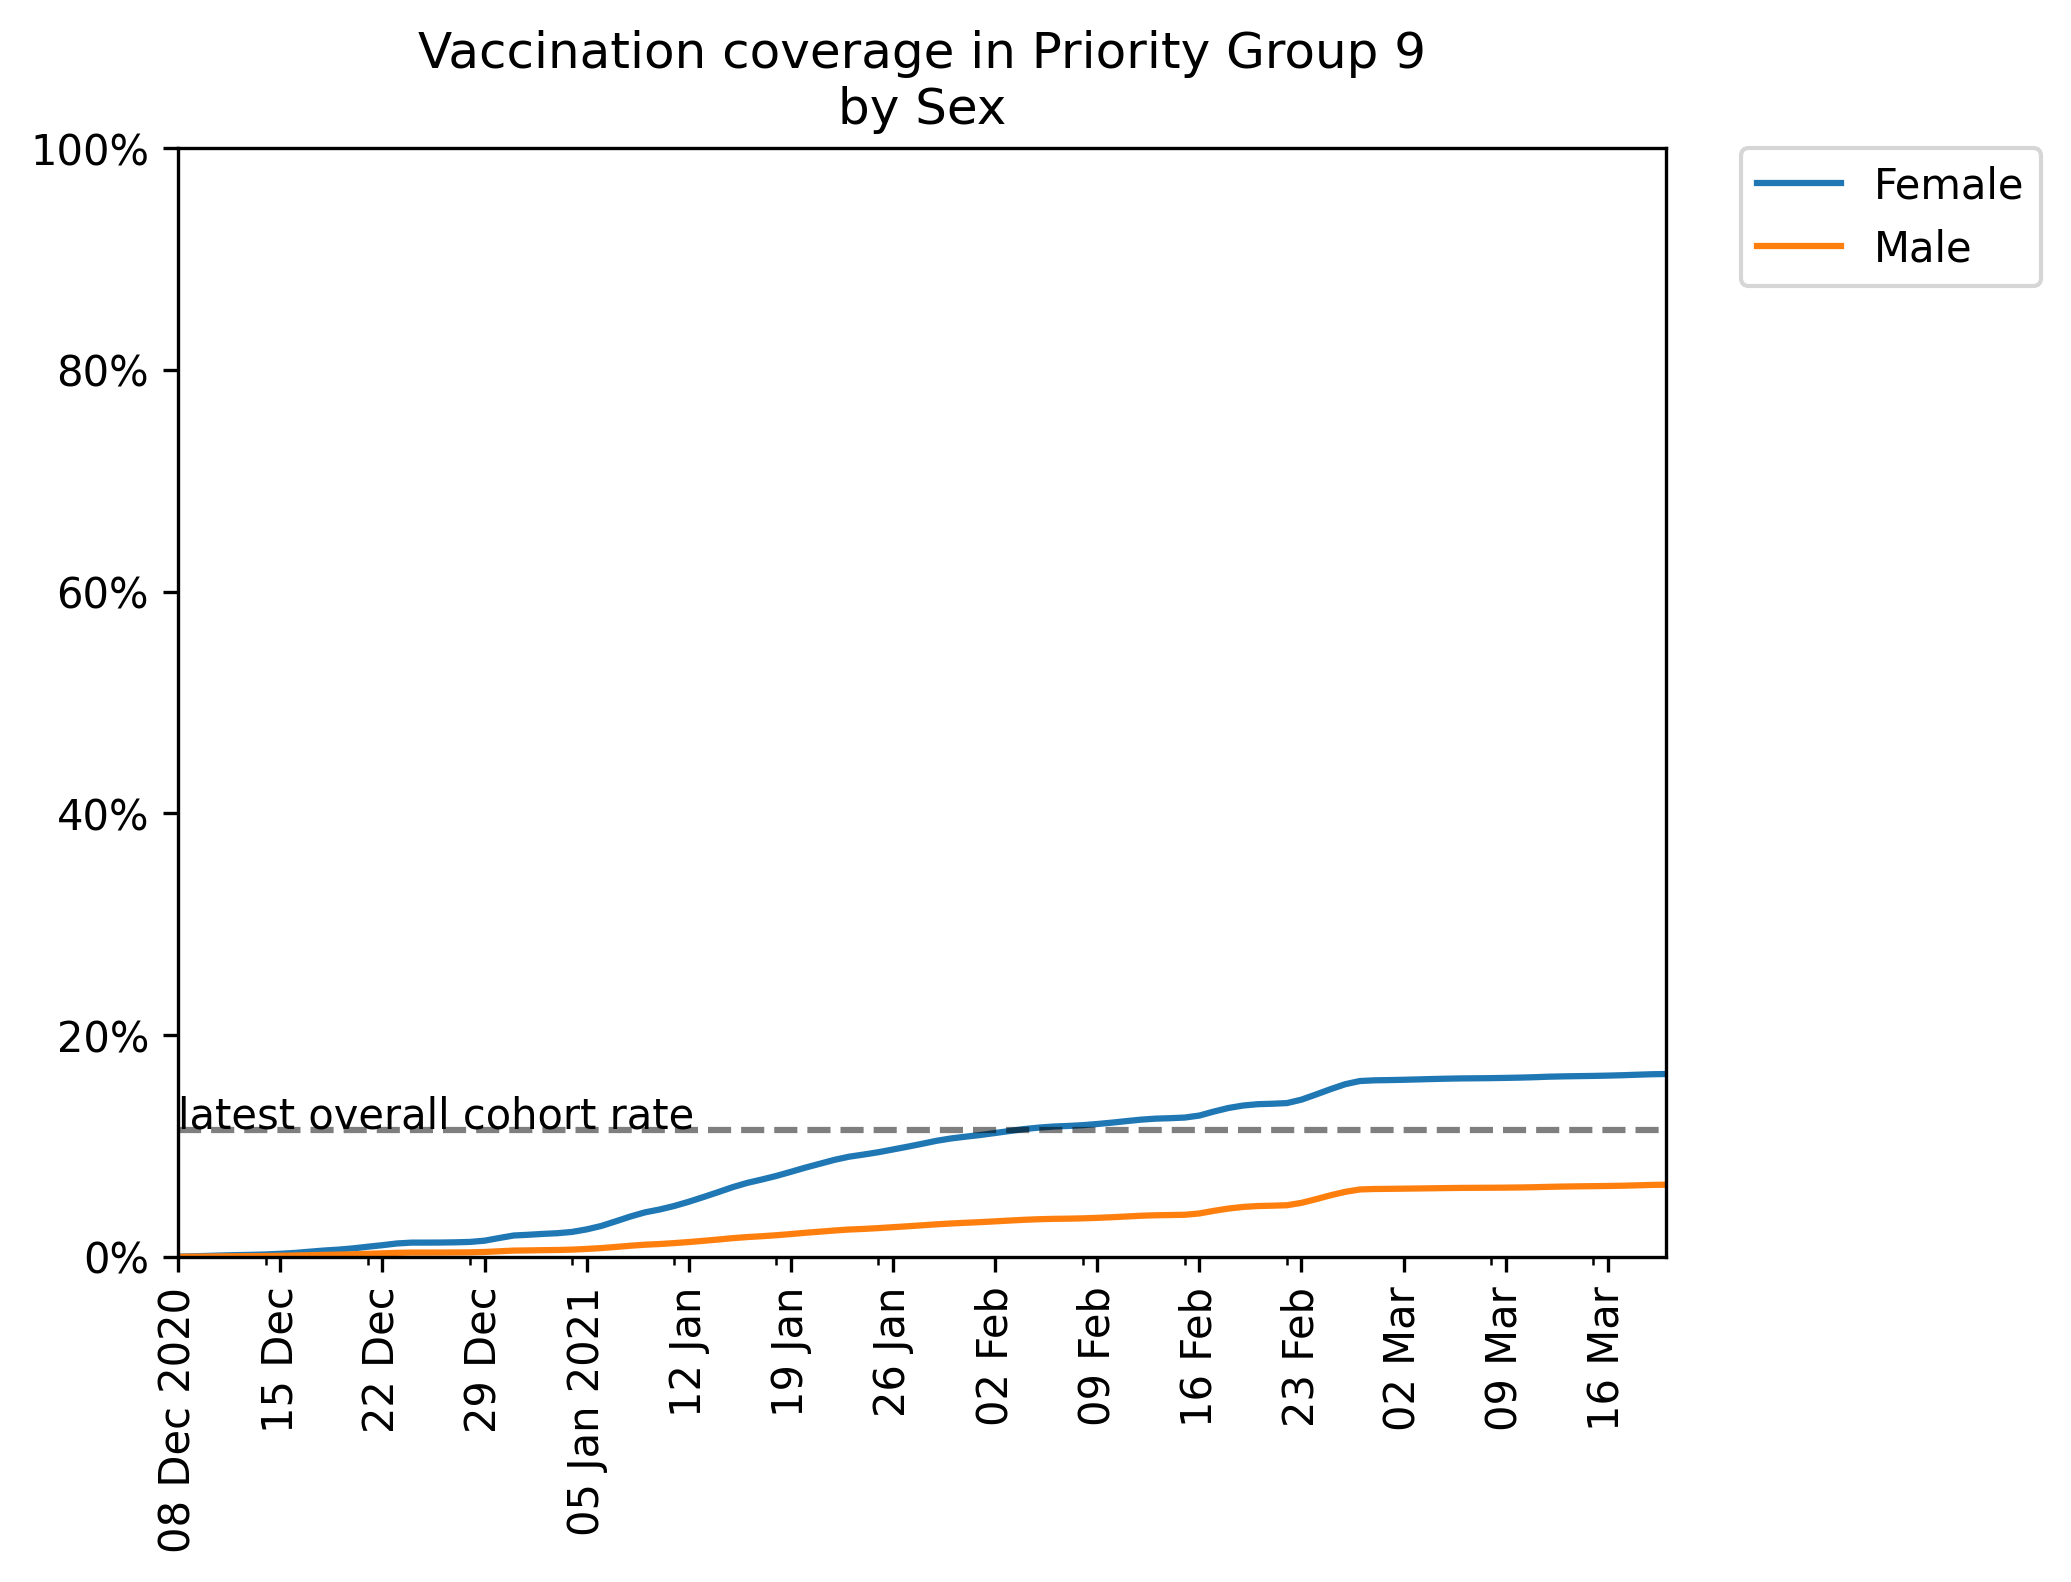 Vaccination coverage in Priority Group 9
by Sex
100%
80%
60%
40%
20%
0%
latest overall cohort rate
08 Dec 2020
15 Dec
22 Dec
29 Dec
05 Jan 2021
12 Jan
19 Jan
26 Jan
02 Feb
09 Feb
16 Feb
23 Feb
02 Mar
09 Mar
16 Mar
Female
Male